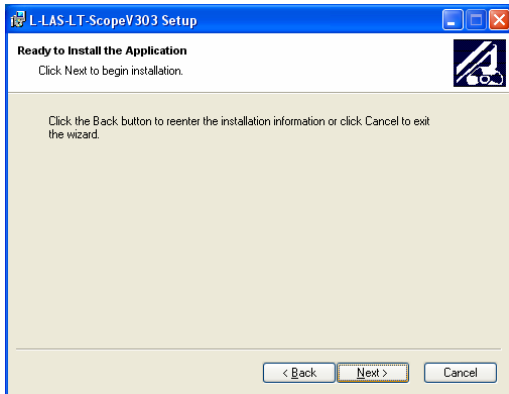 L-LAS-LT-ScopeV303 Setup
Ready to Install the Application
Click Next to begin installation.
Click the Back button to reenter the installation information or click Cancel to exit
the wizard.
< Back Next > Cancel